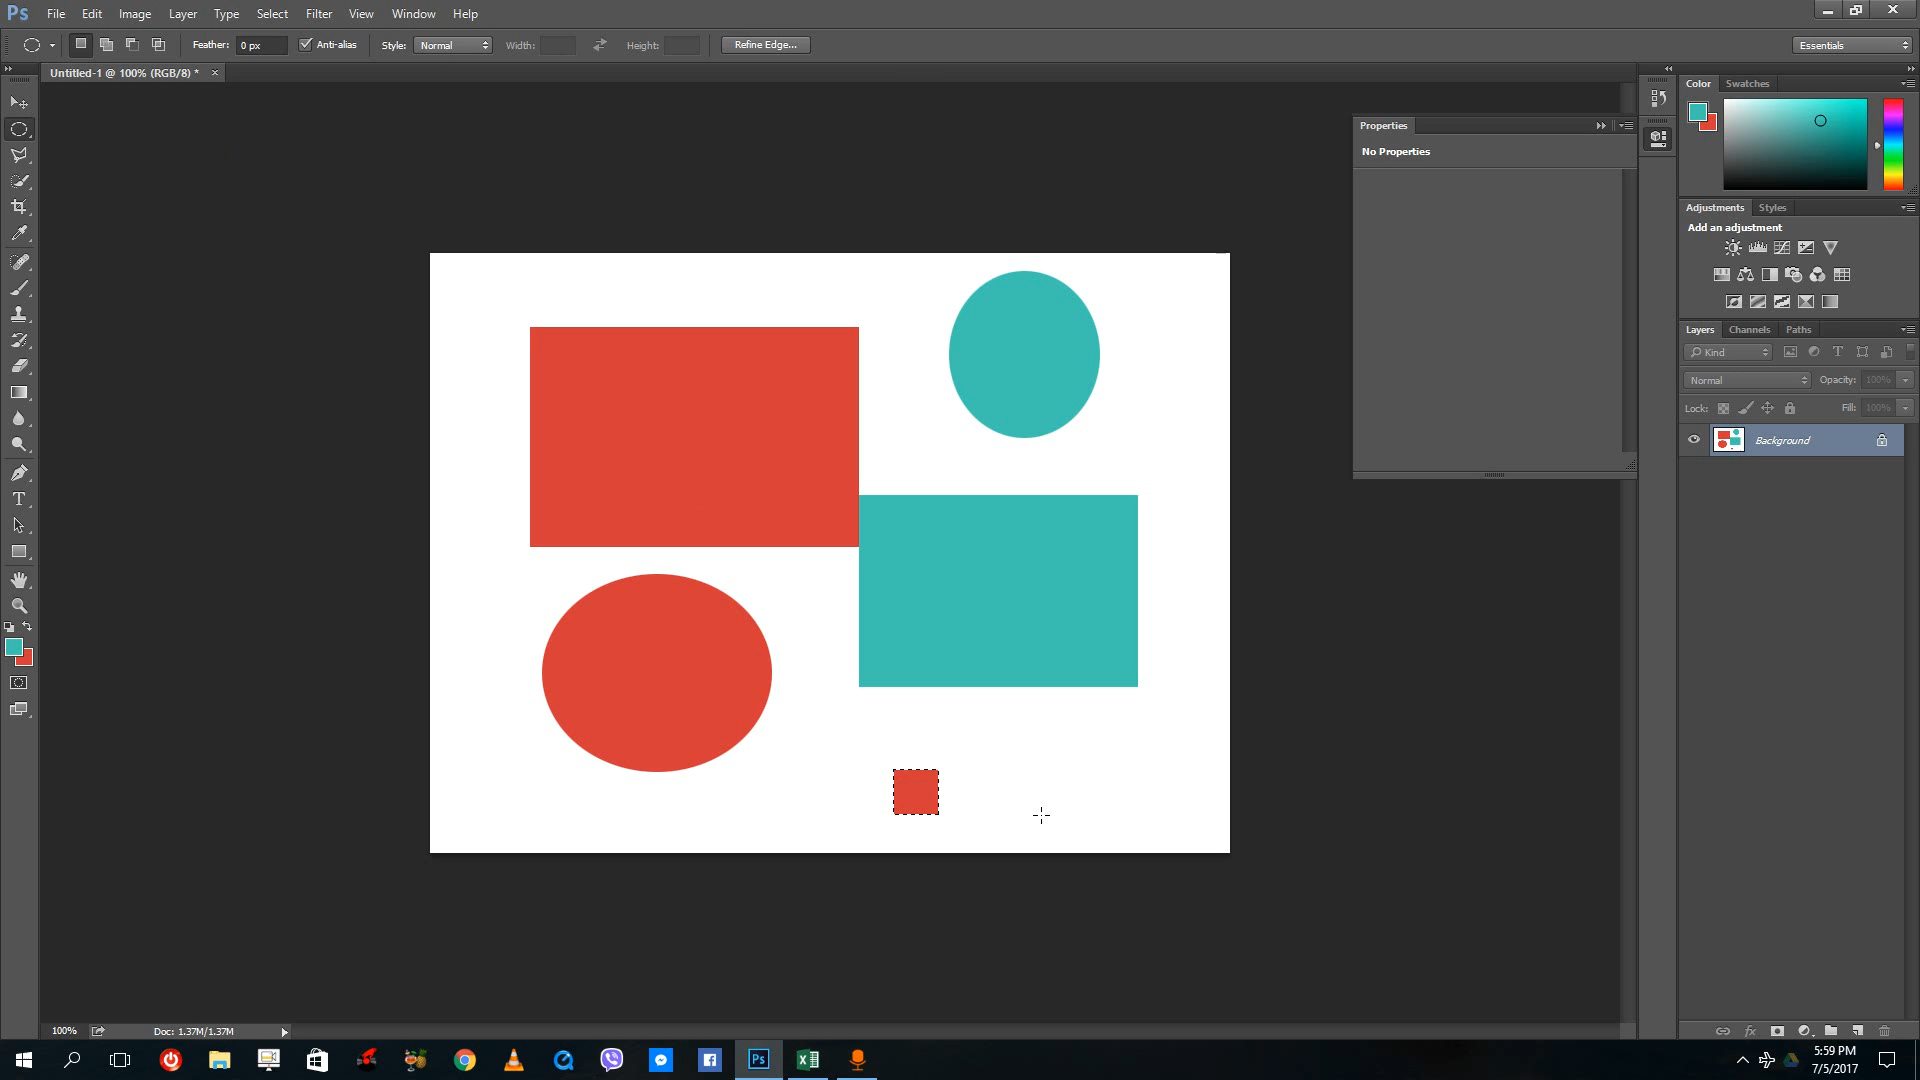 Ps File Edit Image Layer Type Select Filter View Window Help
Feather: 0 px Anti-alias Style: Normal Width: Height: Refine Edge... Essentials
Untitled-1 @ 100% (RGB/8) * ×
Color Swatches
Properties
No Properties
Adjustments Styles
Add an adjustment
Layers Channels Paths
Kind
Normal Opacity: 100%
Lock: Fill: 100%
Background
100% Doc: 1.37M/1.37M
Ps
5:59 PM
7/5/2017